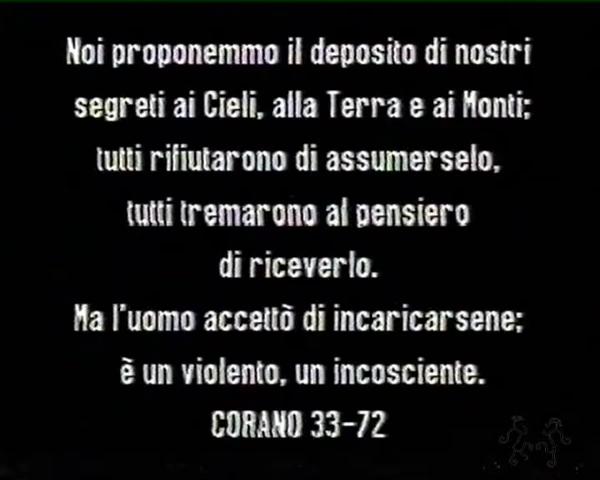 Noi proponemmo il deposito di nostri
segreti ai Cieli, alla Terra e ai Monti;
tutti rifiutarono di assumerselo,
tutti tremarono al pensiero
di riceverlo.
Ma l'uomo accettò di incaricarsene;
è un violento, un incosciente.
CORANO 33-72